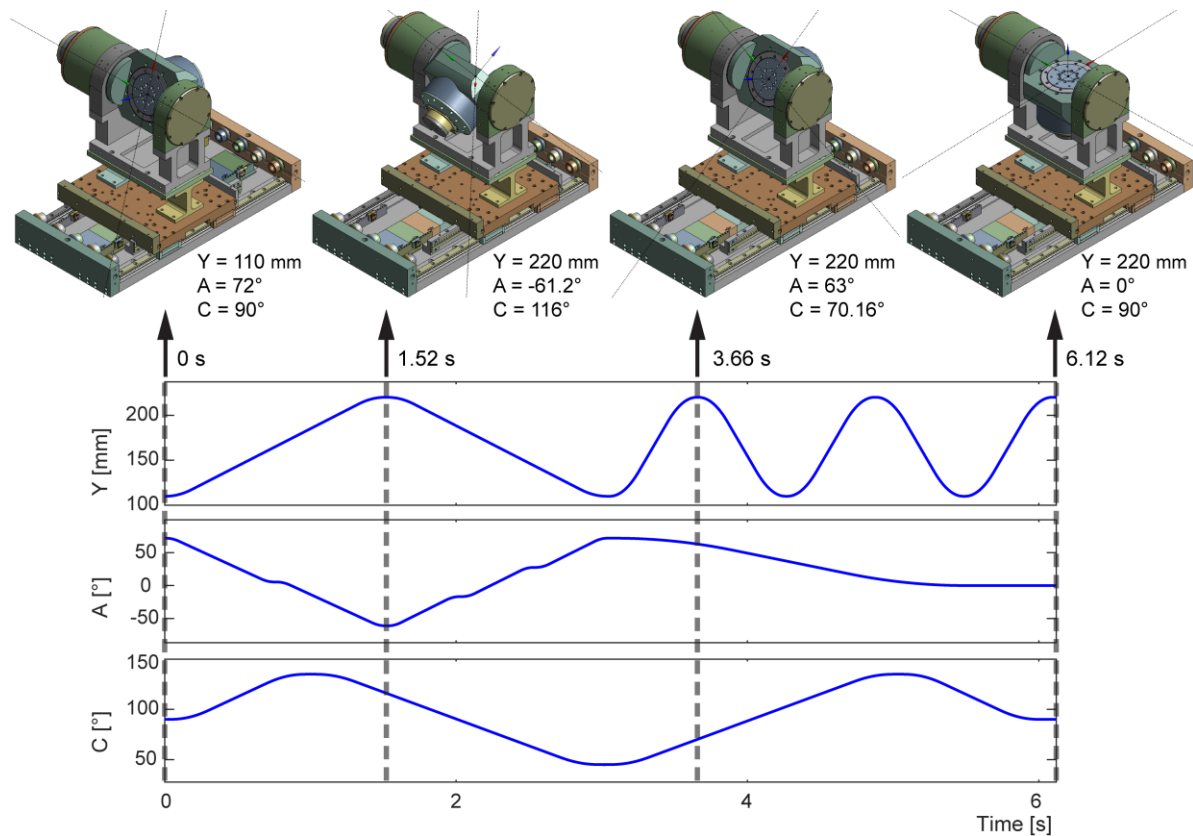 Y = 110 mm
A = 72°
C = 90°
Y = 220 mm
A = -61.2°
C = 116°
Y = 220 mm
A = 63°
C = 70.16°
Y = 220 mm
A = 0°
C = 90°
0 s
1.52 s
3.66 s
6.12 s
Y [mm]
200
150
100
A [°]
50
0
-50
C [°]
150
100
50
0
2
4
6
Time [s]